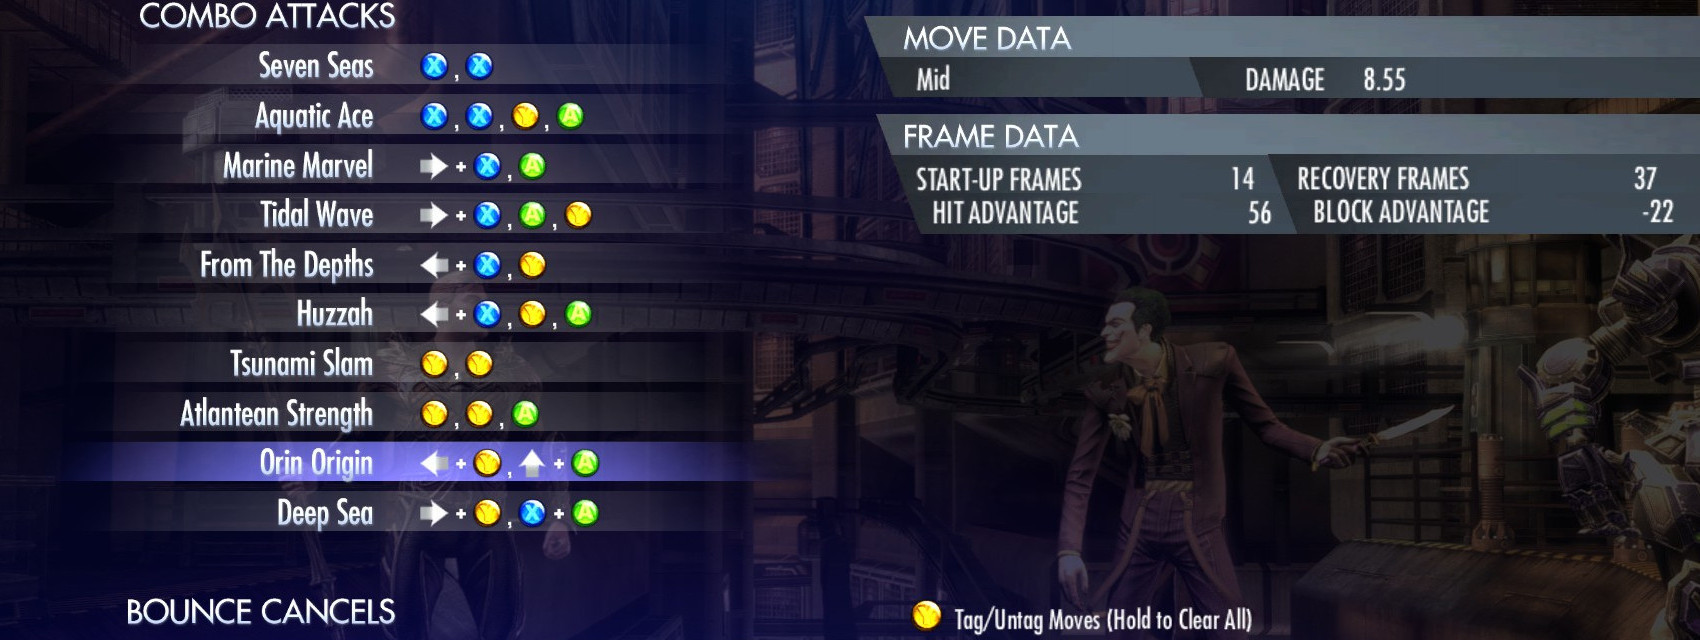 COMBO ATTACKS
Seven Seas X , X
Aquatic Ace X , X , Y , A
Marine Marvel + X , A
Tidal Wave + X , A , Y
From The Depths + X , Y
Huzzah + X , Y , A
Tsunami Slam Y , Y
Atlantean Strength Y , Y , A
Orin Origin + Y , + A
Deep Sea + Y , X + A
BOUNCE CANCELS
MOVE DATA
Mid DAMAGE 8.55
FRAME DATA
START-UP FRAMES 14 RECOVERY FRAMES 37
HIT ADVANTAGE 56 BLOCK ADVANTAGE -22
Y Tag/Untag Moves (Hold to Clear All)